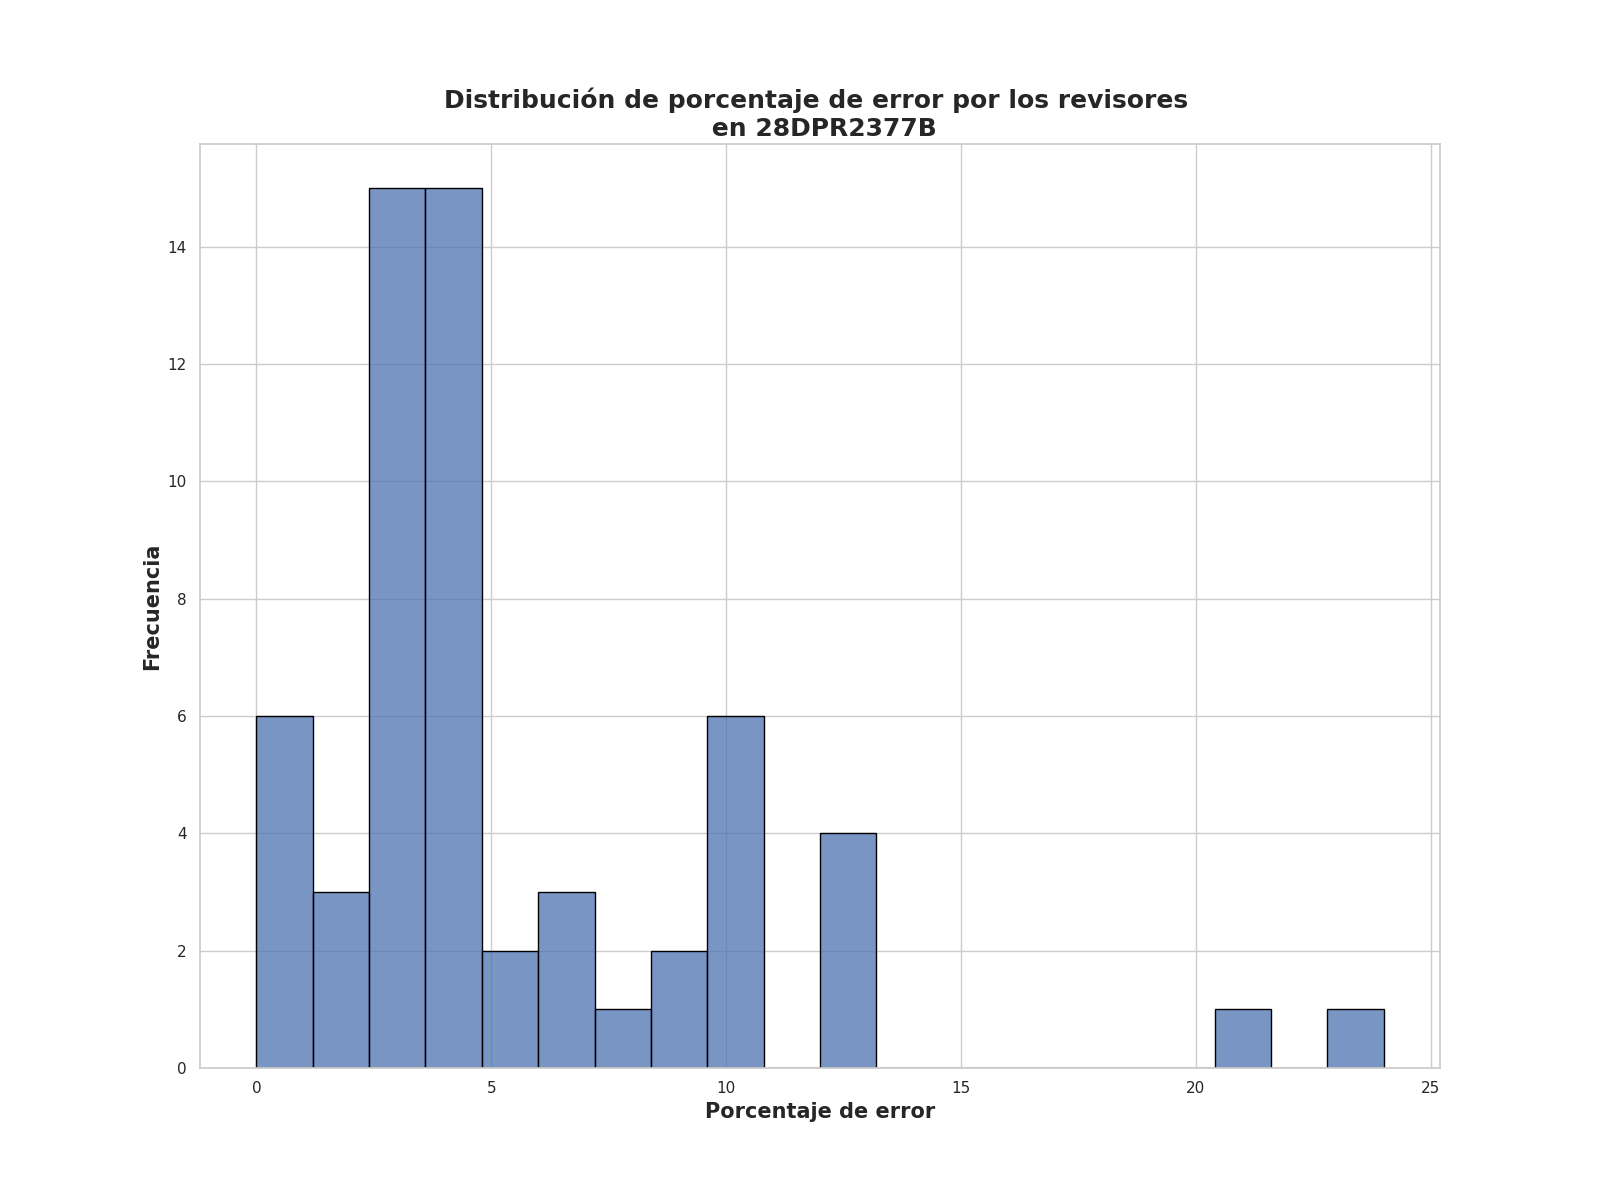 Distribución de porcentaje de error por los revisores
en 28DPR2377B
14
12
10
8
6
4
2
0
Frecuencia
0 5 10 15 20 25
Porcentaje de error